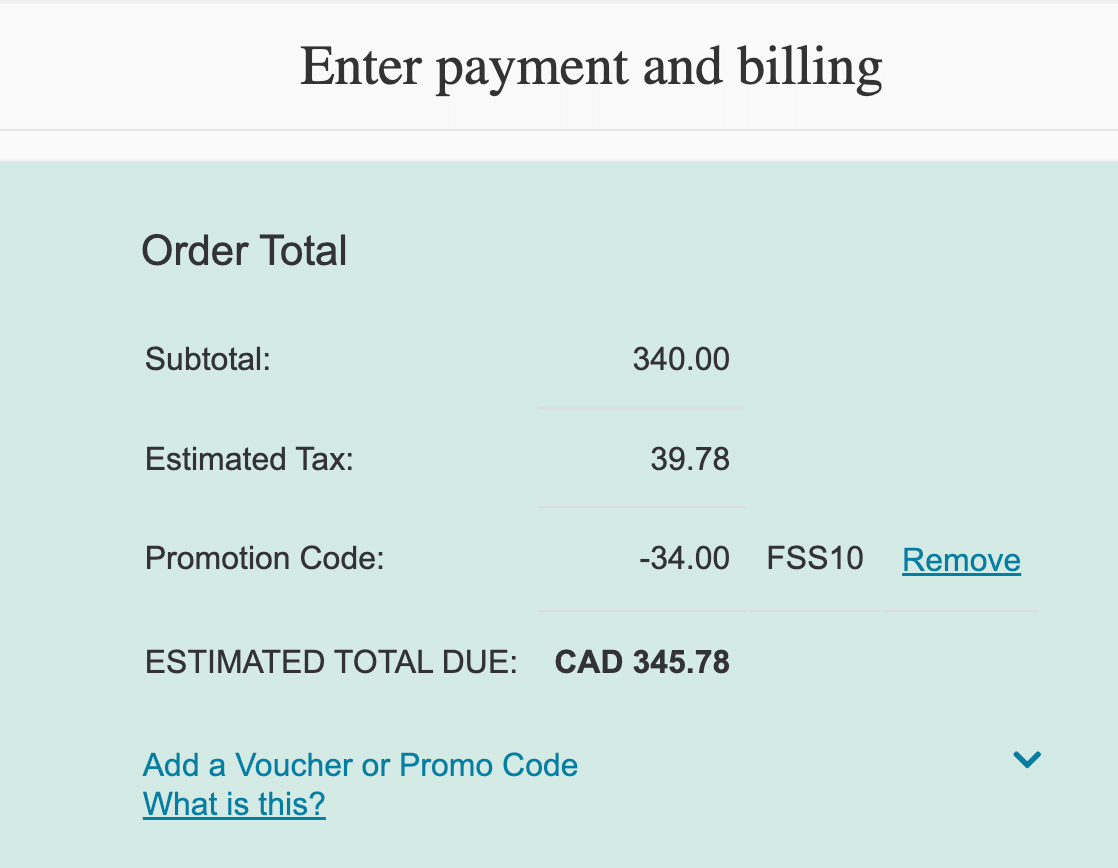 Enter payment and billing
Order Total
Subtotal: 340.00
Estimated Tax: 39.78
Promotion Code: -34.00 FSS10 Remove
ESTIMATED TOTAL DUE: CAD 345.78
Add a Voucher or Promo Code
What is this?